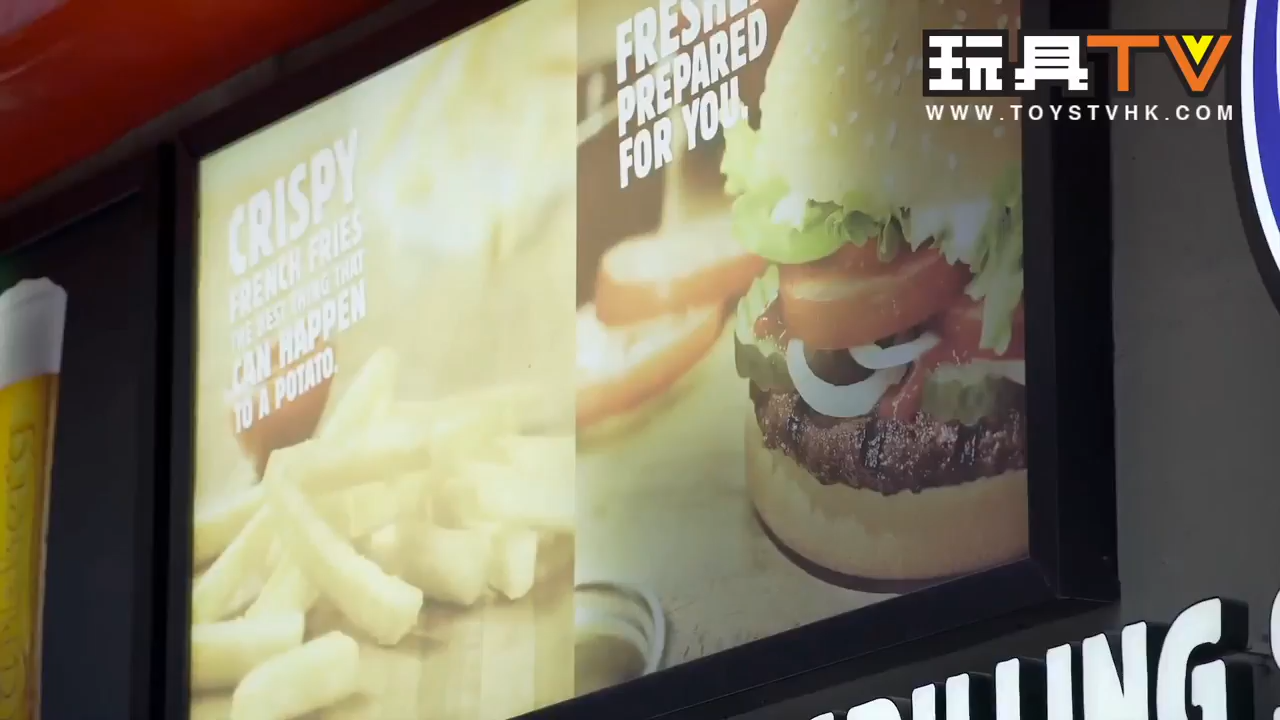 玩具TV
WWW.TOYSTVHK.COM
FRESHLY
PREPARED
FOR YOU.
CRISPY
FRENCH FRIES
THE BEST THING THAT
CAN HAPPEN
TO A POTATO.